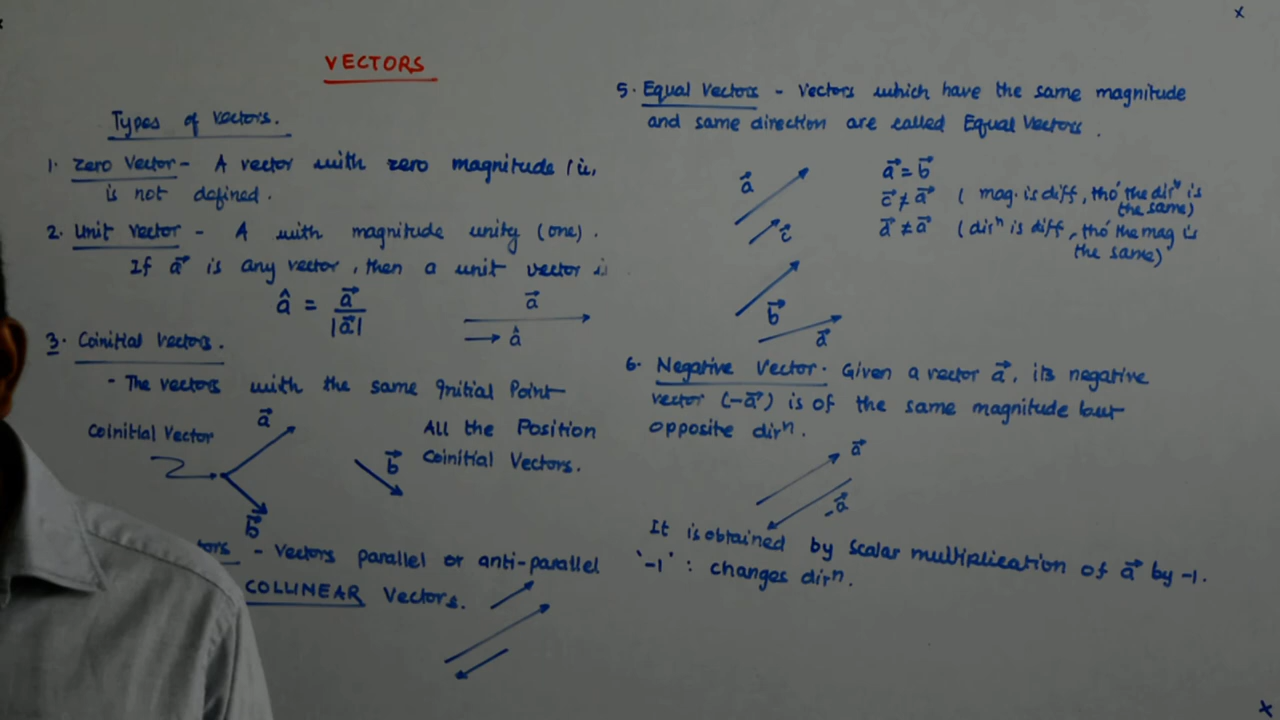 VECTORS
Types of vectors.
1. Zero Vector - A vector with zero magnitude (ie,
is not defined.
2. Unit Vector - A with magnitude unity (one).
If a⃗ is any vector, then a unit vector is
â = a⃗ / |a⃗|
a⃗
â
3. Coinitial Vectors.
- The vectors with the same Initial Point
Coinitial Vector
a⃗
b⃗
b⃗
All the Position
Coinitial Vectors.
tors - Vectors parallel or anti-parallel
COLLINEAR Vectors.
5. Equal Vectors - Vectors which have the same magnitude
and same direction are called Equal Vectors.
a⃗
c⃗
b⃗
a⃗ = b⃗
c⃗ ≠ a⃗ (mag. is diff, tho' the dirⁿ is
the same)
d⃗ ≠ a⃗ (dirⁿ is diff, tho' the mag is
the same)
6. Negative Vector. Given a vector a⃗, its negative
vector (-a⃗) is of the same magnitude but
opposite dirⁿ.
a⃗
-a⃗
It is obtained by scalar multiplication of a⃗ by -1.
'-1' : changes dirⁿ.